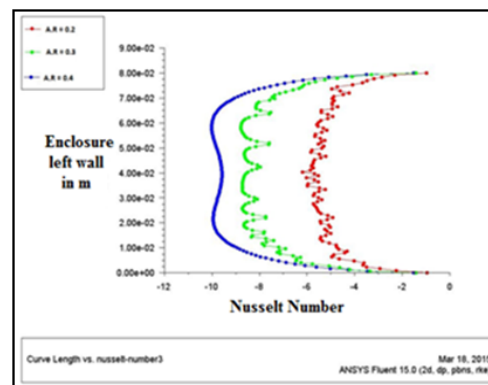 A.R = 0.2
A.R = 0.3
A.R = 0.4
9.00e-02
8.00e-02
7.00e-02
6.00e-02
Enclosure
left wall
in m
5.00e-02
4.00e-02
3.00e-02
2.00e-02
1.00e-02
0.00e+00
-12 -10 -8 -6 -4 -2 0
Nusselt Number
Curve Length vs. nusselt-number3
Mar 18, 2015
ANSYS Fluent 15.0 (2d, dp, pbns, rke